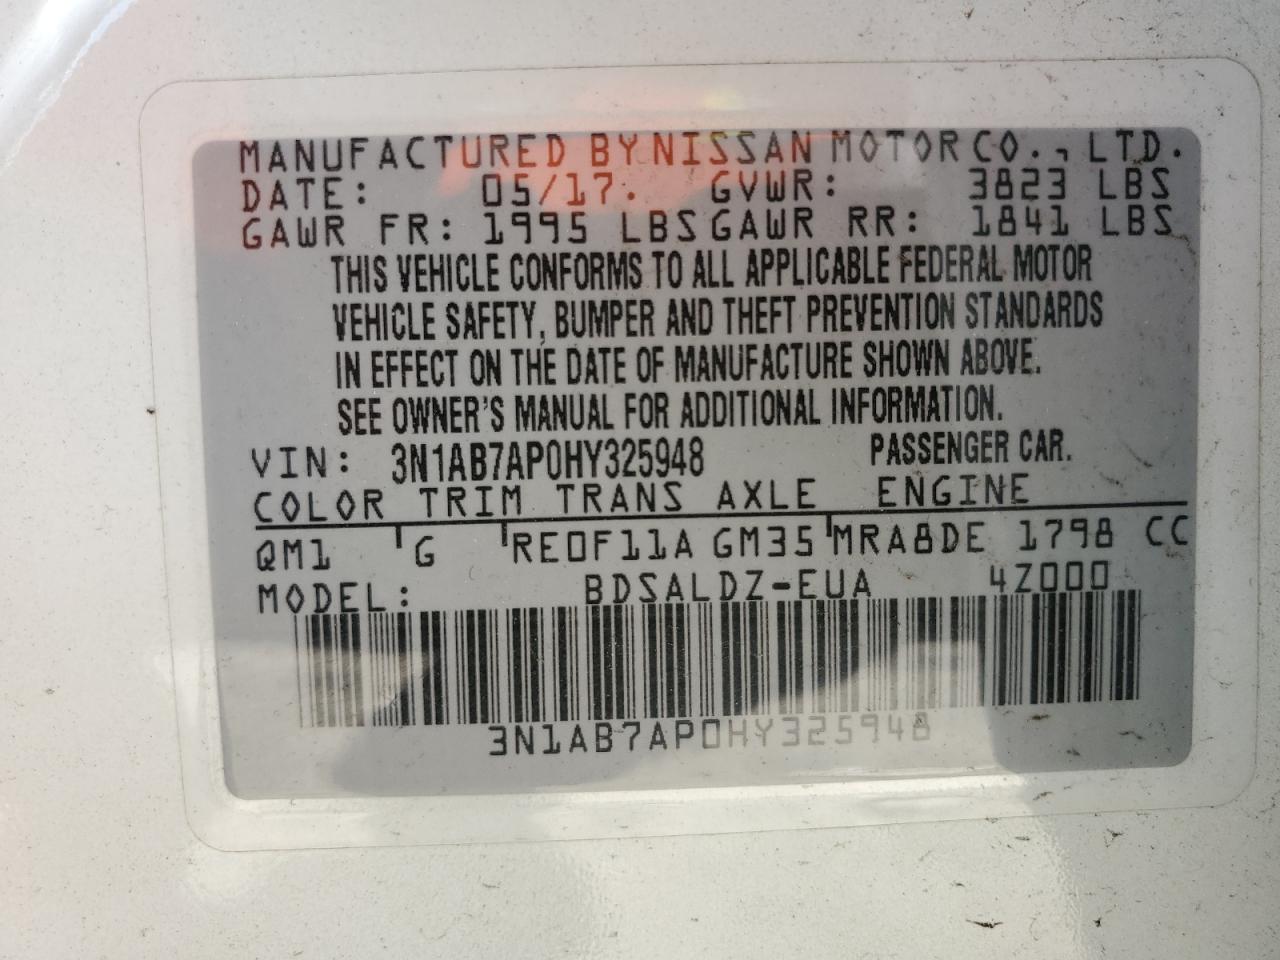 MANUFACTURED BY NISSAN MOTOR CO., LTD.
DATE: 05/17. GVWR: 3823 LBS
GAWR FR: 1995 LBS GAWR RR: 1841 LBS
THIS VEHICLE CONFORMS TO ALL APPLICABLE FEDERAL MOTOR
VEHICLE SAFETY, BUMPER AND THEFT PREVENTION STANDARDS
IN EFFECT ON THE DATE OF MANUFACTURE SHOWN ABOVE.
SEE OWNER'S MANUAL FOR ADDITIONAL INFORMATION.
VIN: 3N1AB7AP0HY325948 PASSENGER CAR.
COLOR TRIM TRANS AXLE ENGINE
QM1 G RE0F11A GM35 MRA8DE 1798 CC
MODEL: BDSALDZ-EUA 4Z000
3N1AB7AP0HY325948